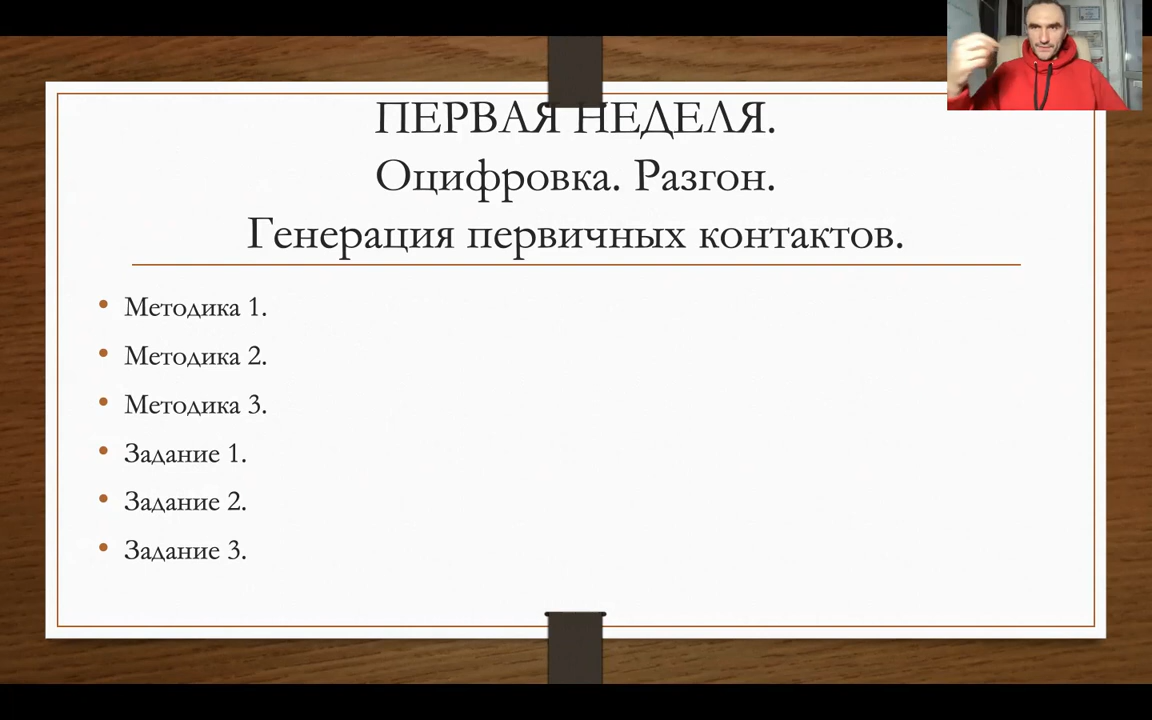 ПЕРВАЯ НЕДЕЛЯ.
Оцифровка. Разгон.
Генерация первичных контактов.
• Методика 1.
• Методика 2.
• Методика 3.
• Задание 1.
• Задание 2.
• Задание 3.